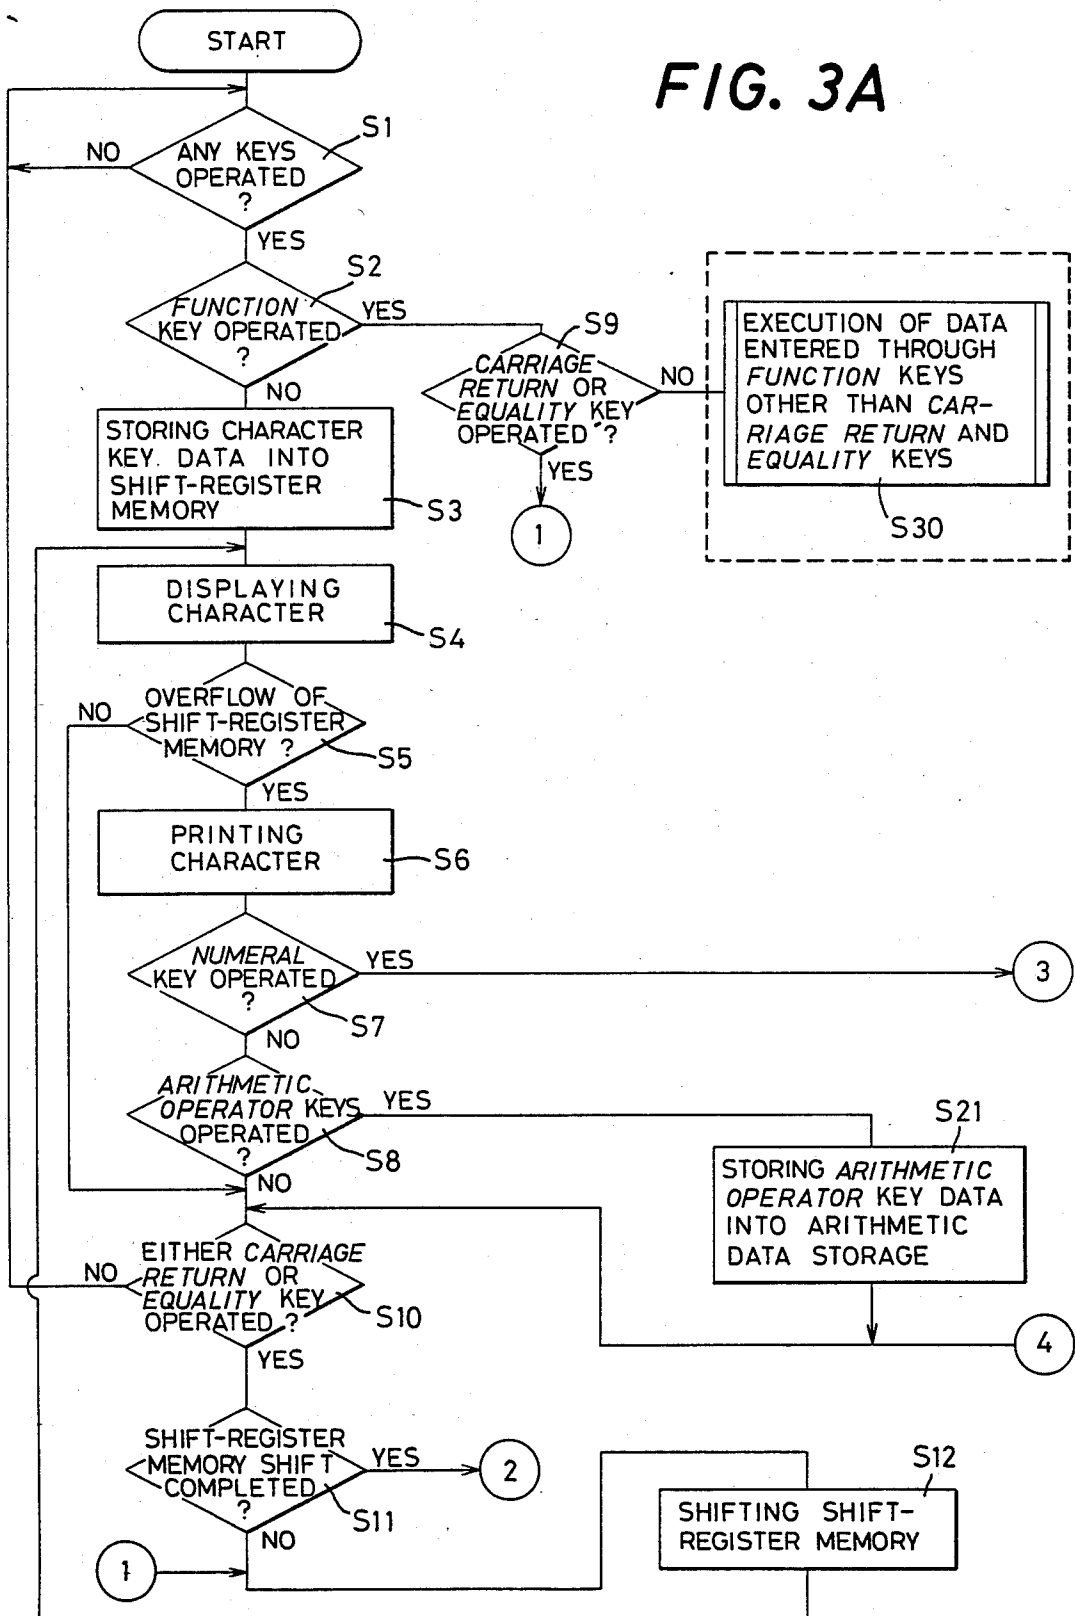 START
FIG. 3A
S1
NO
ANY KEYS
OPERATED
?
YES
S2
FUNCTION
KEY OPERATED
?
YES
NO
S9
CARRIAGE
RETURN OR
EQUALITY KEY
OPERATED ?
NO
YES
1
EXECUTION OF DATA
ENTERED THROUGH
FUNCTION KEYS
OTHER THAN CAR-
RIAGE RETURN AND
EQUALITY KEYS
S30
STORING CHARACTER
KEY. DATA INTO
SHIFT-REGISTER
MEMORY
S3
DISPLAYING
CHARACTER
S4
NO
OVERFLOW OF
SHIFT-REGISTER
MEMORY ?
S5
YES
PRINTING
CHARACTER
S6
NUMERAL
KEY OPERATED
?
YES
3
S7
NO
ARITHMETIC
OPERATOR KEYS
OPERATED
?
YES
S8
NO
S21
STORING ARITHMETIC
OPERATOR KEY DATA
INTO ARITHMETIC
DATA STORAGE
NO
EITHER CARRIAGE
RETURN OR
EQUALITY KEY
OPERATED ?
S10
YES
4
SHIFT-REGISTER
MEMORY SHIFT
COMPLETED
?
YES
2
S11
NO
S12
SHIFTING SHIFT-
REGISTER MEMORY
1